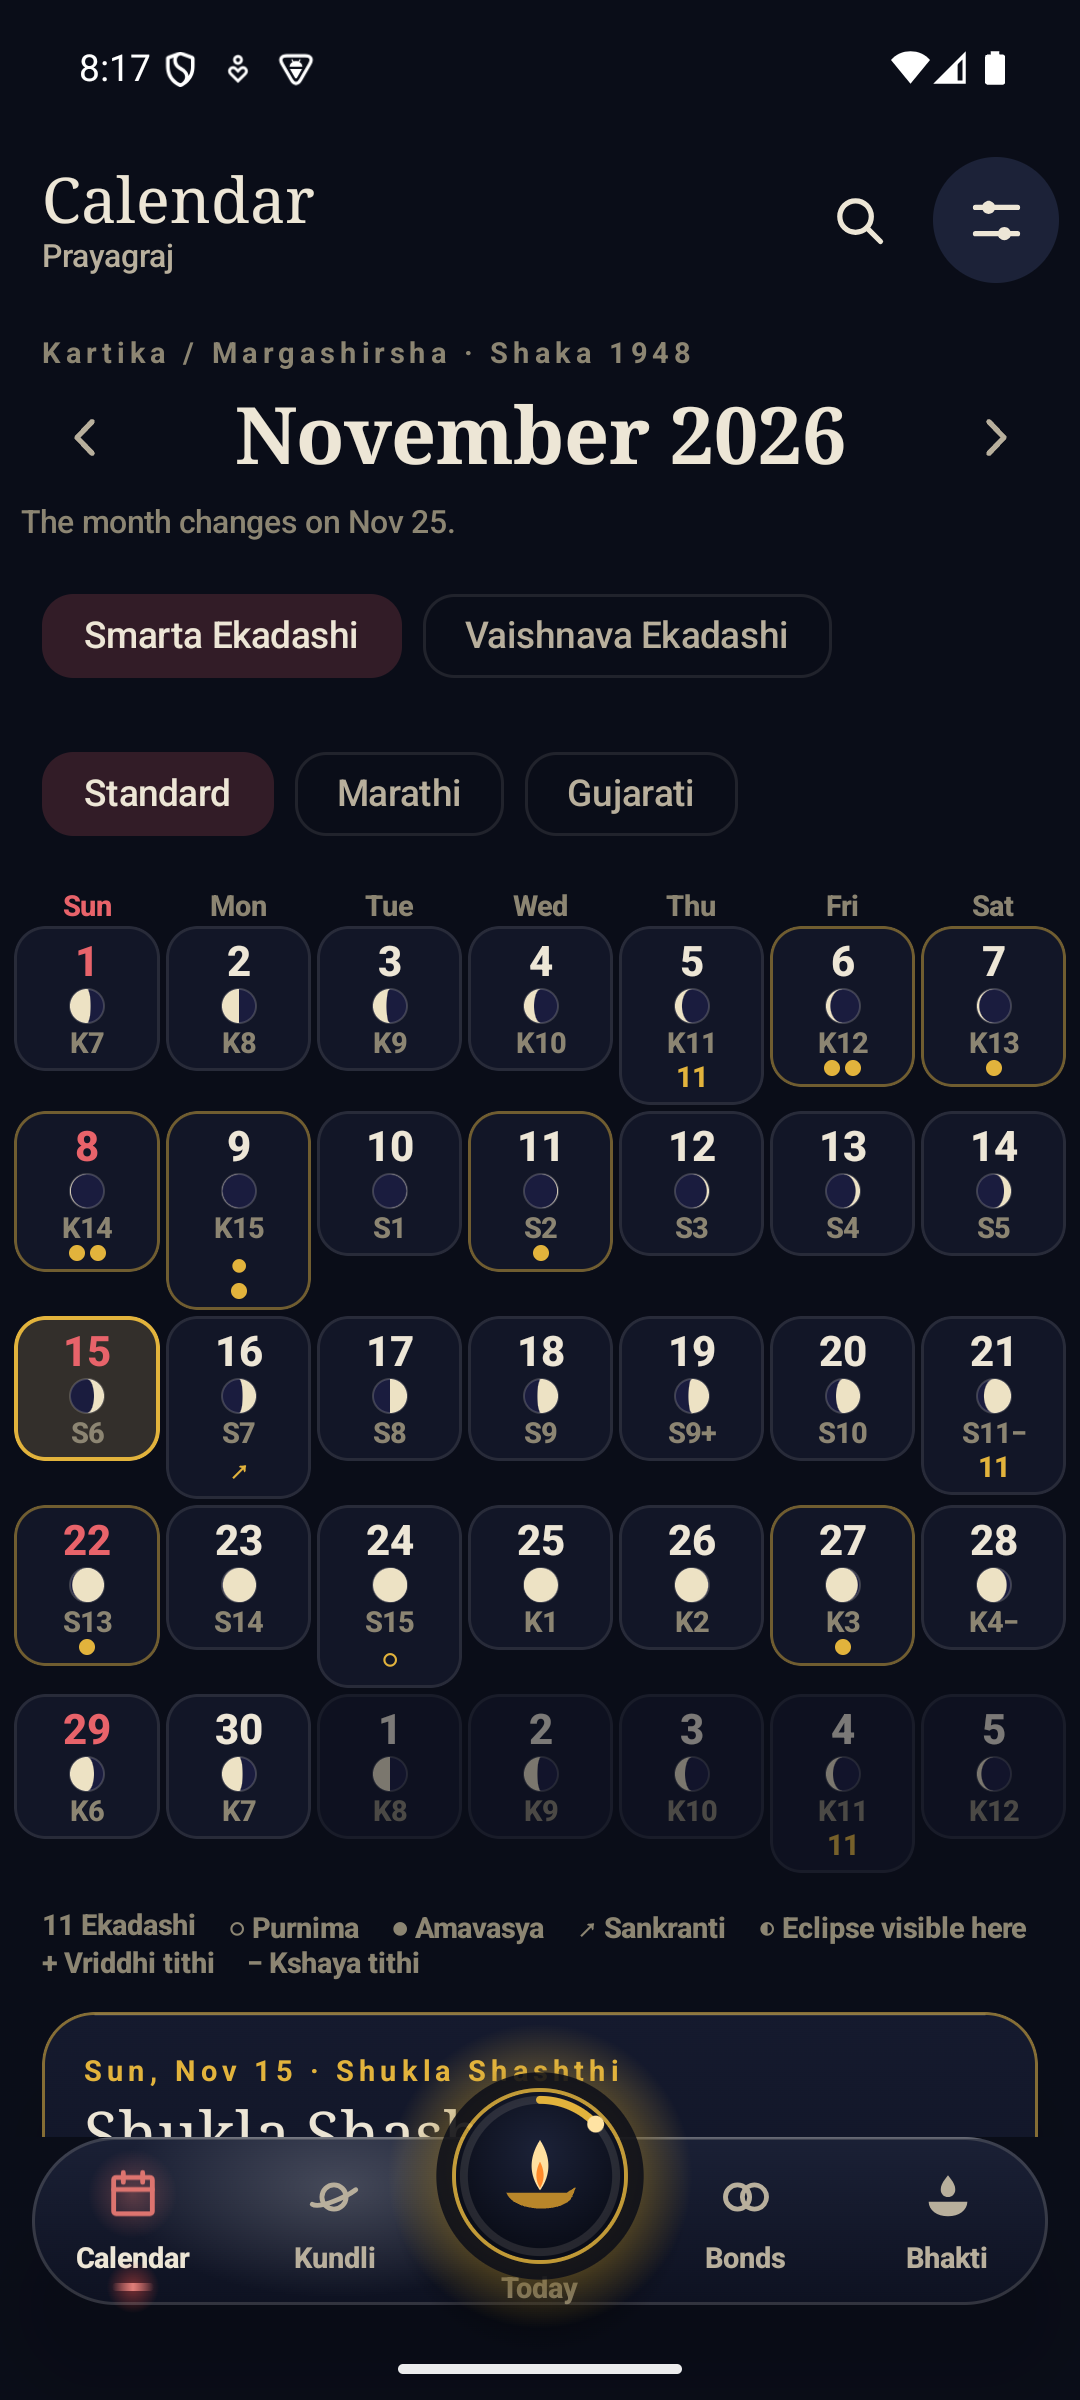 8:17
Calendar
Prayagraj
Kartika / Margashirsha · Shaka 1948
November 2026
The month changes on Nov 25.
Smarta Ekadashi Vaishnava Ekadashi
Standard Marathi Gujarati
Sun Mon Tue Wed Thu Fri Sat
1 2 3 4 5 6 7
K7 K8 K9 K10 K11 K12 K13
11
8 9 10 11 12 13 14
K14 K15 S1 S2 S3 S4 S5
15 16 17 18 19 20 21
S6 S7 S8 S9 S9+ S10 S11−
11
22 23 24 25 26 27 28
S13 S14 S15 K1 K2 K3 K4−
29 30 1 2 3 4 5
K6 K7 K8 K9 K10 K11 K12
11
11 Ekadashi Purnima Amavasya Sankranti Eclipse visible here
+ Vriddhi tithi − Kshaya tithi
Sun, Nov 15 · Shukla Shashthi
Shukla
Calendar Kundli Today Bonds Bhakti